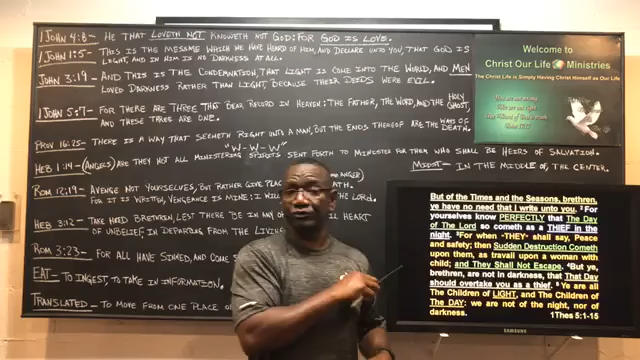 1 JOHN 4:8- HE THAT LOVETH NOT KNOWETH NOT GOD: FOR GOD IS LOVE.
1 JOHN 1:5- THIS IS THE MESSAGE WHICH WE HAVE HEARD OF HIM, AND DECLARE UNTO YOU, THAT GOD IS
LIGHT, AND IN HIM IS NO DARKNESS AT ALL.
JOHN 3:19- AND THIS IS THE CONDEMNATION, THAT LIGHT IS COME INTO THE WORLD, AND MEN
LOVED DARKNESS RATHER THAN LIGHT, BECAUSE THEIR DEEDS WERE EVIL.
1 JOHN 5:7- FOR THERE ARE THREE THAT BEAR RECORD IN HEAVEN: THE FATHER, THE WORD, AND THE HOLY
GHOST,
AND THESE THREE ARE ONE.
PROV 16:25- THERE IS A WAY THAT SEEMETH RIGHT UNTO A MAN, BUT THE ENDS THEREOF ARE THE WAYS OF
DEATH.
"W-W-W"
HEB 1:14- (ANGELS) ARE THEY NOT ALL MINISTERING SPIRITS SENT FORTH TO MINISTER FOR THEM WHO SHALL BE HEIRS OF SALVATION.
MIDST- IN THE MIDDLE OF, THE CENTER.
ANGER)
ROM 12:19- AVENGE NOT YOURSELVES, BUT RATHER GIVE PLACE ATH.
FOR IT IS WRITTEN, VENGEANCE IS MINE; I WILL THE LORD.
HEB 3:12- TAKE HEED BRETHREN, LEST THERE BE IN ANY OF IL HEART
OF UNBELIEF IN DEPARTING FROM THE LIVING
ROM 3:23- FOR ALL HAVE SINNED, AND COME S
EAT- TO INGEST, TO TAKE IN INFORMATION.
TRANSLATED- TO MOVE FROM ONE PLACE O
Welcome to
Christ Our Life Ministries
The Christ Life is Simply Having Christ Himself as Our Life
But of the Times and the Seasons, brethren,
ye have no need that I write unto you. ² For
yourselves know PERFECTLY that The Day
of The Lord so cometh as a THIEF in the
night. ³ For when *THEY* shall say, Peace
and safety; then Sudden Destruction Cometh
upon them, as travail upon a woman with
child; and They Shall Not Escape. ⁴ But ye,
brethren, are not in darkness, that That Day
should overtake you as a thief. ⁵ Ye are all
The Children of LIGHT, and The Children of
The DAY: we are not of the night, nor of
darkness. 1Thes 5:1-15
SAMSUNG